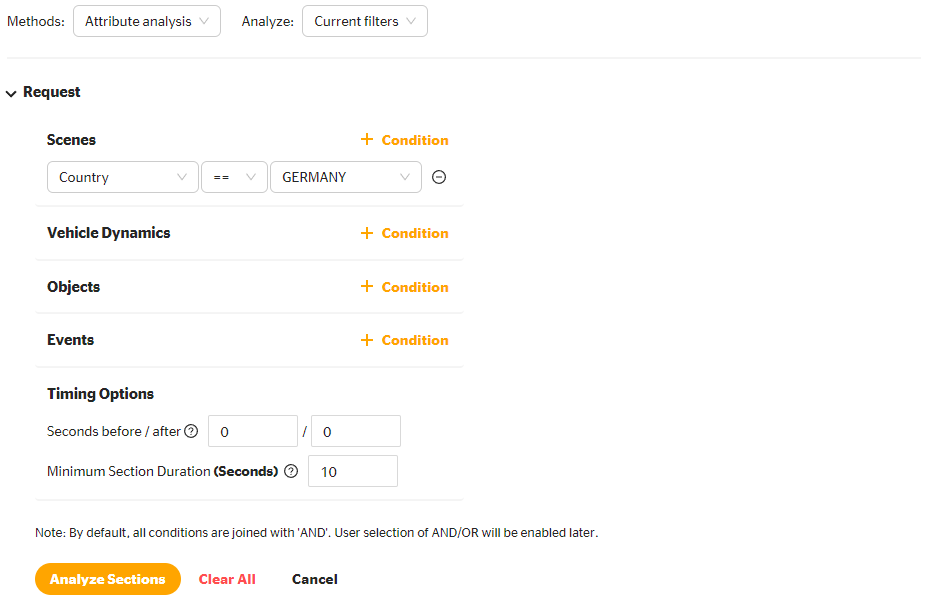 Methods: Attribute analysis Analyze: Current filters
Request
Scenes + Condition
Country == GERMANY
Vehicle Dynamics + Condition
Objects + Condition
Events + Condition
Timing Options
Seconds before / after ? 0 / 0
Minimum Section Duration (Seconds) ? 10
Note: By default, all conditions are joined with 'AND'. User selection of AND/OR will be enabled later.
Analyze Sections Clear All Cancel